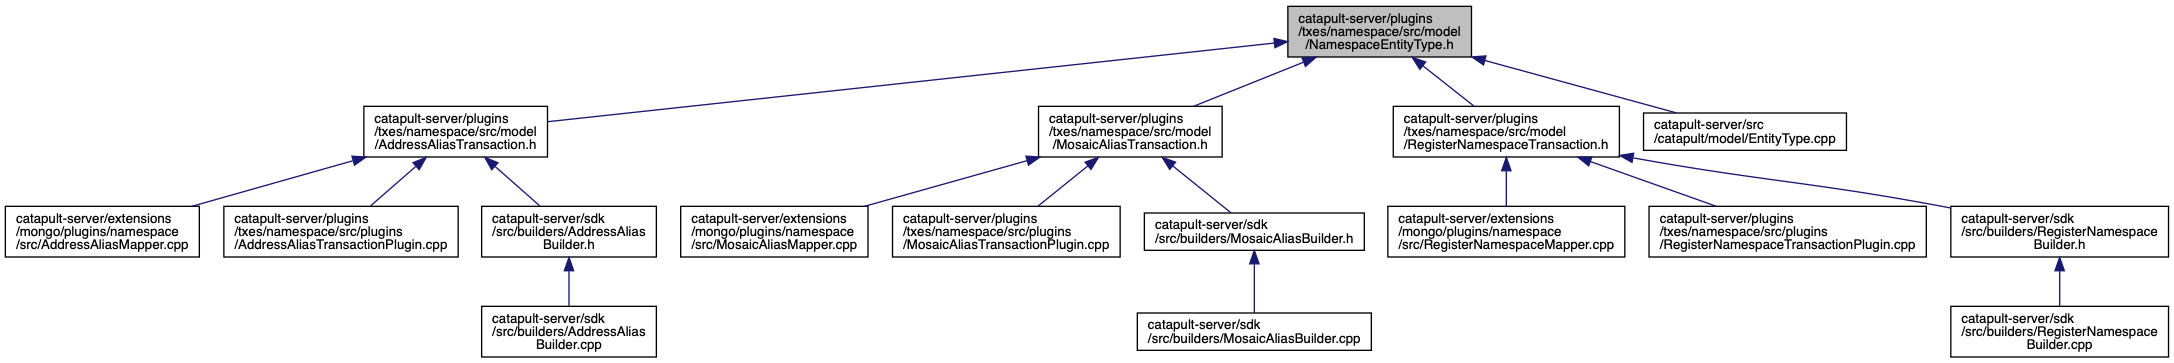 catapult-server/plugins
/txes/namespace/src/model
/NamespaceEntityType.h
catapult-server/plugins
/txes/namespace/src/model
/AddressAliasTransaction.h
catapult-server/plugins
/txes/namespace/src/model
/MosaicAliasTransaction.h
catapult-server/plugins
/txes/namespace/src/model
/RegisterNamespaceTransaction.h
catapult-server/src
/catapult/model/EntityType.cpp
catapult-server/extensions
/mongo/plugins/namespace
/src/AddressAliasMapper.cpp
catapult-server/plugins
/txes/namespace/src/plugins
/AddressAliasTransactionPlugin.cpp
catapult-server/sdk
/src/builders/AddressAlias
Builder.h
catapult-server/extensions
/mongo/plugins/namespace
/src/MosaicAliasMapper.cpp
catapult-server/plugins
/txes/namespace/src/plugins
/MosaicAliasTransactionPlugin.cpp
catapult-server/sdk
/src/builders/MosaicAliasBuilder.h
catapult-server/extensions
/mongo/plugins/namespace
/src/RegisterNamespaceMapper.cpp
catapult-server/plugins
/txes/namespace/src/plugins
/RegisterNamespaceTransactionPlugin.cpp
catapult-server/sdk
/src/builders/RegisterNamespace
Builder.h
catapult-server/sdk
/src/builders/AddressAlias
Builder.cpp
catapult-server/sdk
/src/builders/MosaicAliasBuilder.cpp
catapult-server/sdk
/src/builders/RegisterNamespace
Builder.cpp